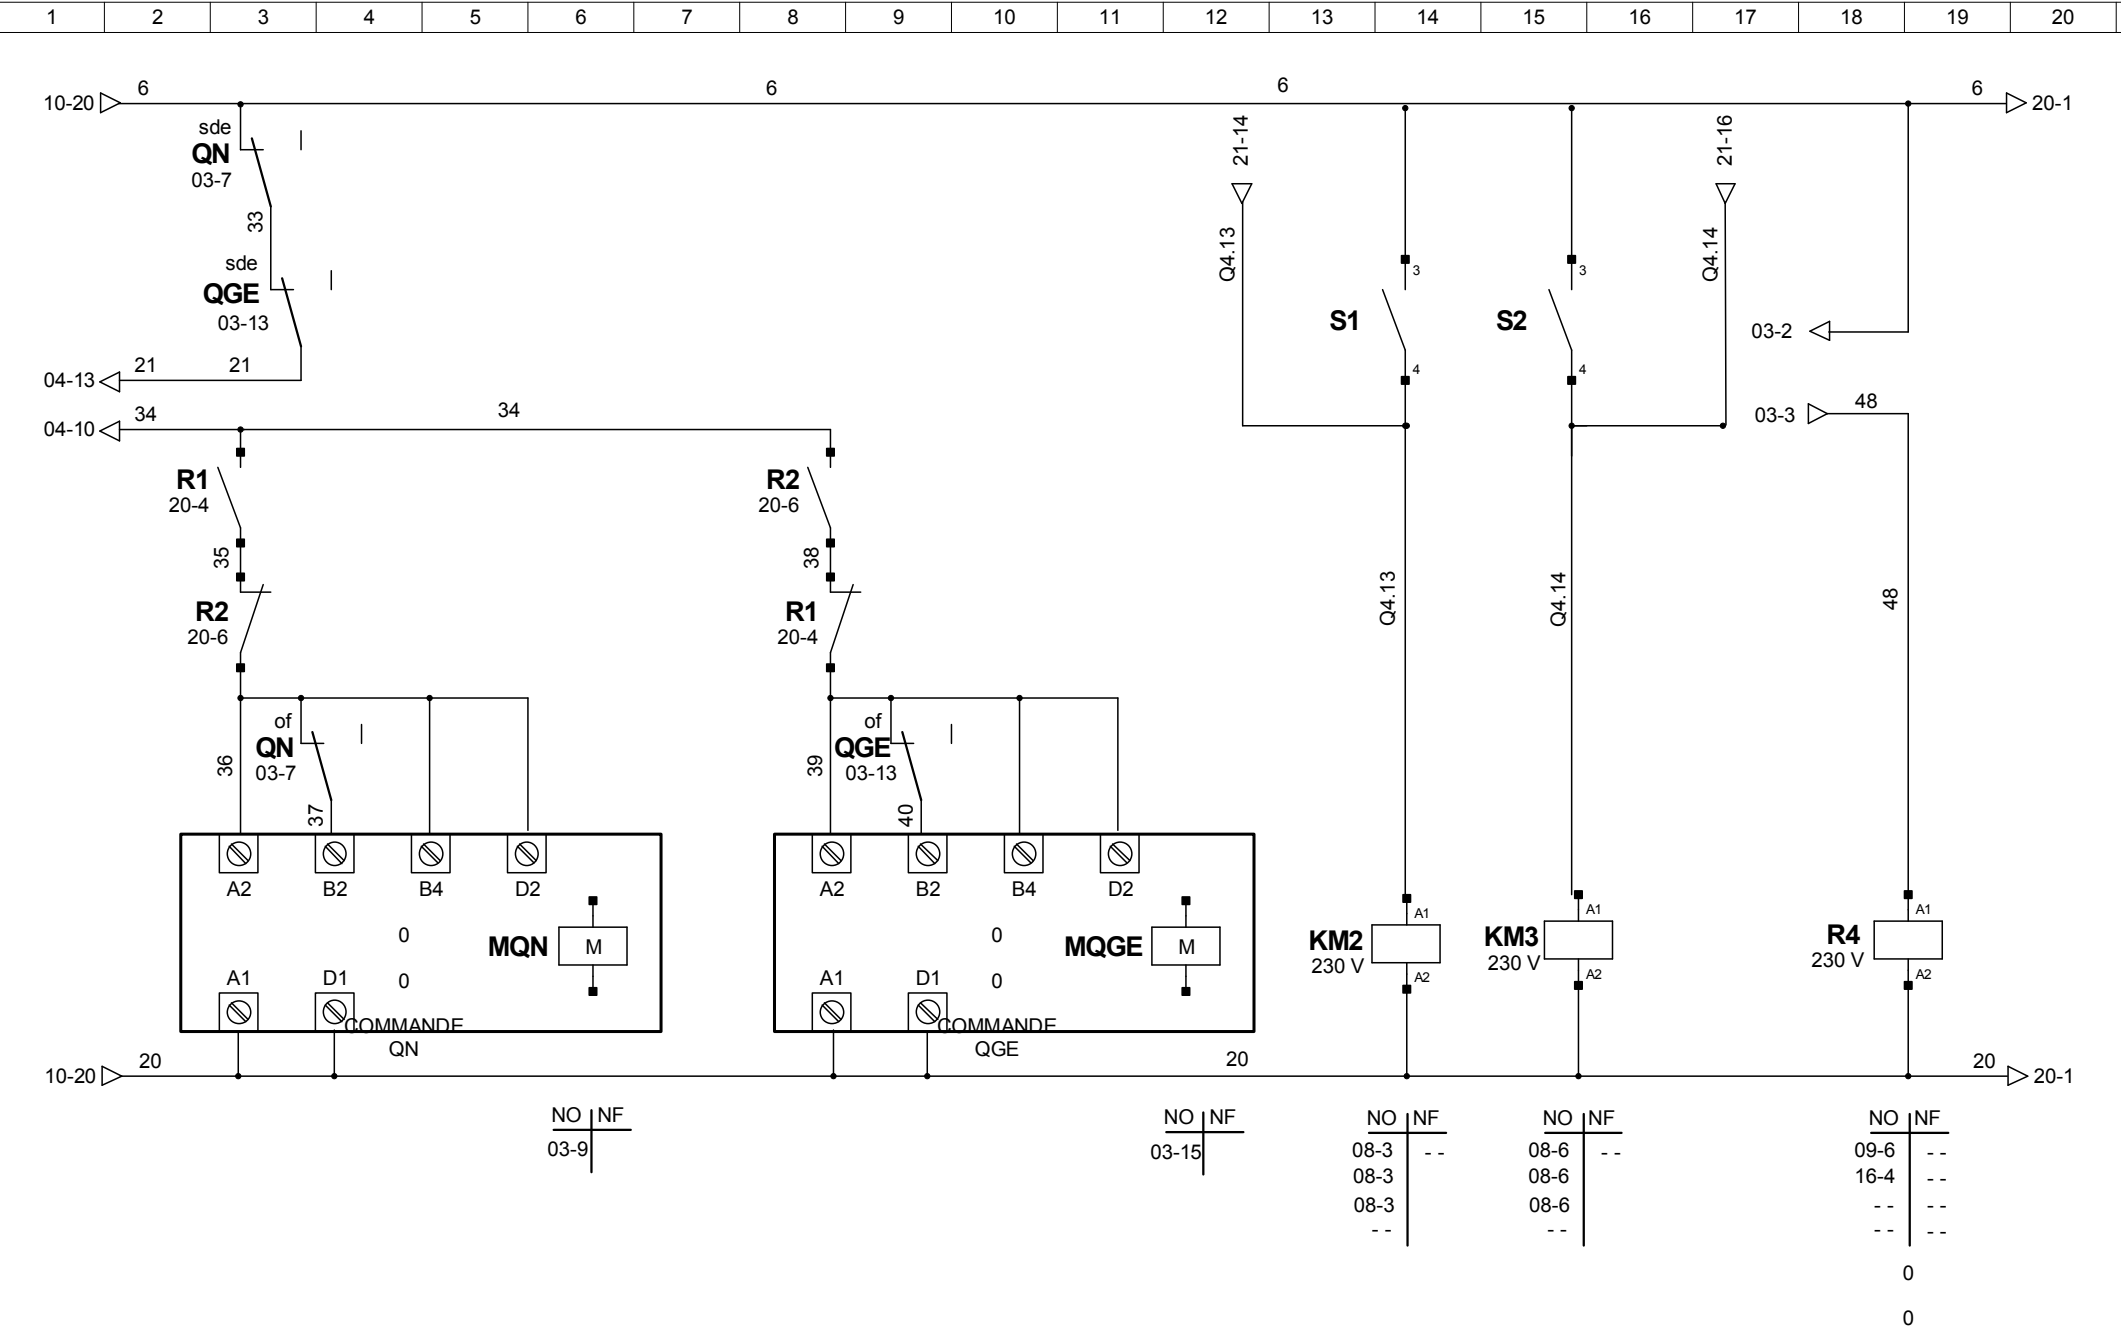 1 2 3 4 5 6 7 8 9 10 11 12 13 14 15 16 17 18 19 20
10-20 6 6 6 6 20-1
sde
QN
03-7
33
sde
QGE
03-13
04-13 21 21
21-14
Q4.13
S1
3
4
S2
3
4
21-16
Q4.14
03-2
03-3 48
04-10 34 34
R1
20-4
35
R2
20-6
R2
20-6
38
R1
20-4
Q4.13
Q4.14
48
36
of
QN
03-7
37
39
of
QGE
03-13
40
A2 B2 B4 D2
0
MQN M
A1 D1 0
COMMANDE
QN
A2 B2 B4 D2
0
MQGE M
A1 D1 0
COMMANDE
QGE
KM2
230 V
A1
A2
KM3
230 V
A1
A2
R4
230 V
A1
A2
10-20 20 20 20 20-1
NO NF
03-9
NO NF
03-15
NO NF
08-3 - -
08-3
08-3
- -
NO NF
08-6 - -
08-6
08-6
- -
NO NF
09-6 - -
16-4 - -
- - - -
- - - -
0
0